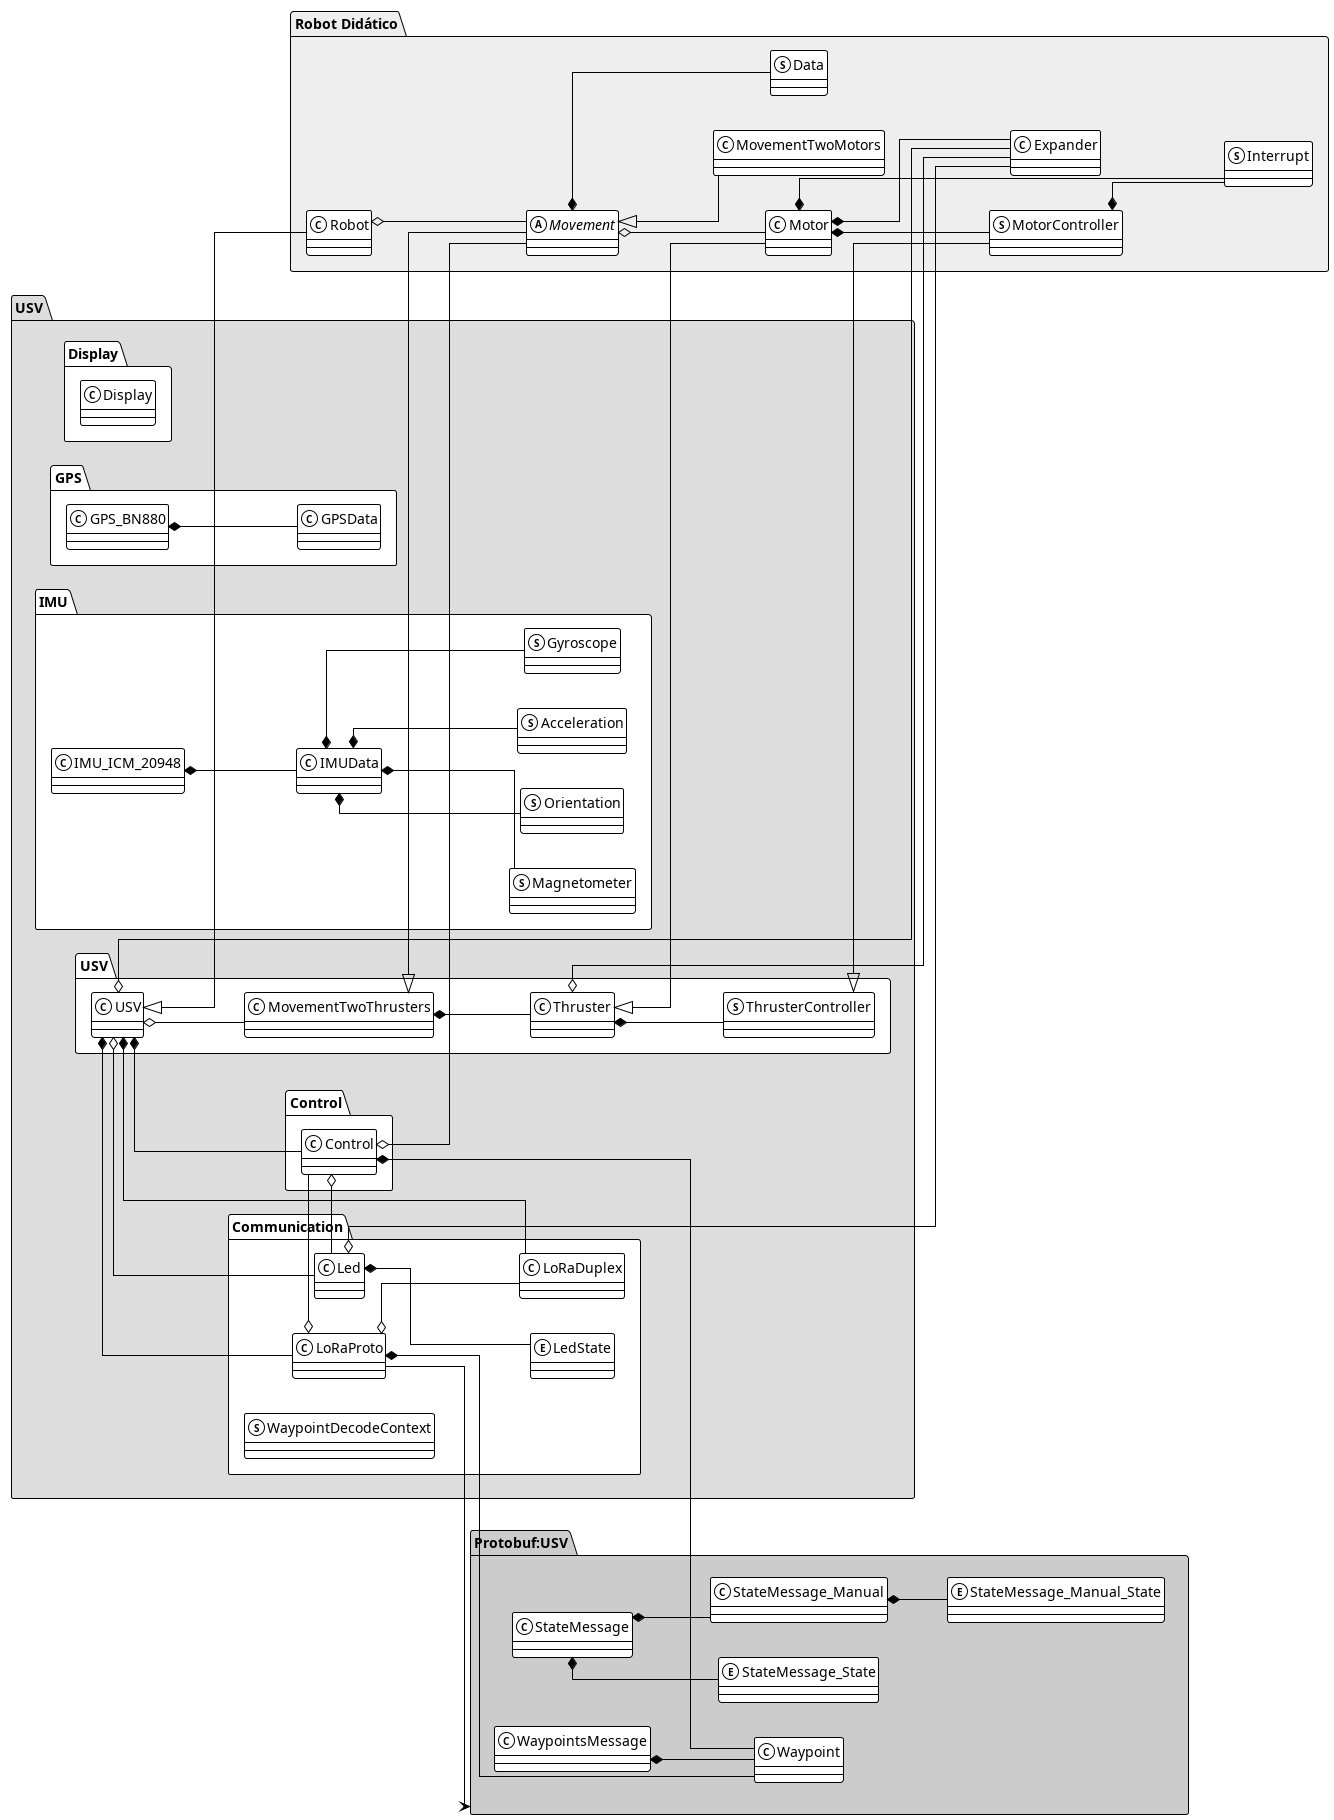 Robot Didático
S Data
C MovementTwoMotors
C Expander
S Interrupt
C Robot
A Movement
C Motor
S MotorController
USV
Display
C Display
GPS
C GPS_BN880
C GPSData
IMU
S Gyroscope
S Acceleration
C IMU_ICM_20948
C IMUData
S Orientation
S Magnetometer
USV
C USV
C MovementTwoThrusters
C Thruster
S ThrusterController
Control
C Control
Communication
C Led
C LoRaDuplex
C LoRaProto
E LedState
S WaypointDecodeContext
Protobuf:USV
C StateMessage_Manual
E StateMessage_Manual_State
C StateMessage
E StateMessage_State
C WaypointsMessage
C Waypoint